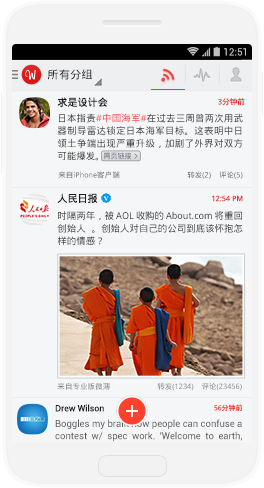 12:51
W
所有分组
求是设计会
3分钟前
日本指责#中国海军#在过去三周曾两次用武
器制导雷达锁定日本海军目标。这表明中日
领土争端出现严重升级，加剧了外界对双方
可能爆发。网页链接 >
来自iPhone客户端
转发(2) 评论(5)
人民日报 V
12:54 PM
人民日报
PEOPLE'S DAILY
时隔两年，被 AOL 收购的 About.com 将重回
创始人 。创始人对自己的公司到底该怀抱怎
样的情感？
来自专业版微薄
转发(1234) 评论(23456)
Drew Wilson
56分钟前
Boggles my brain how people can confuse a
contest w/ spec work. "Welcome to earth,